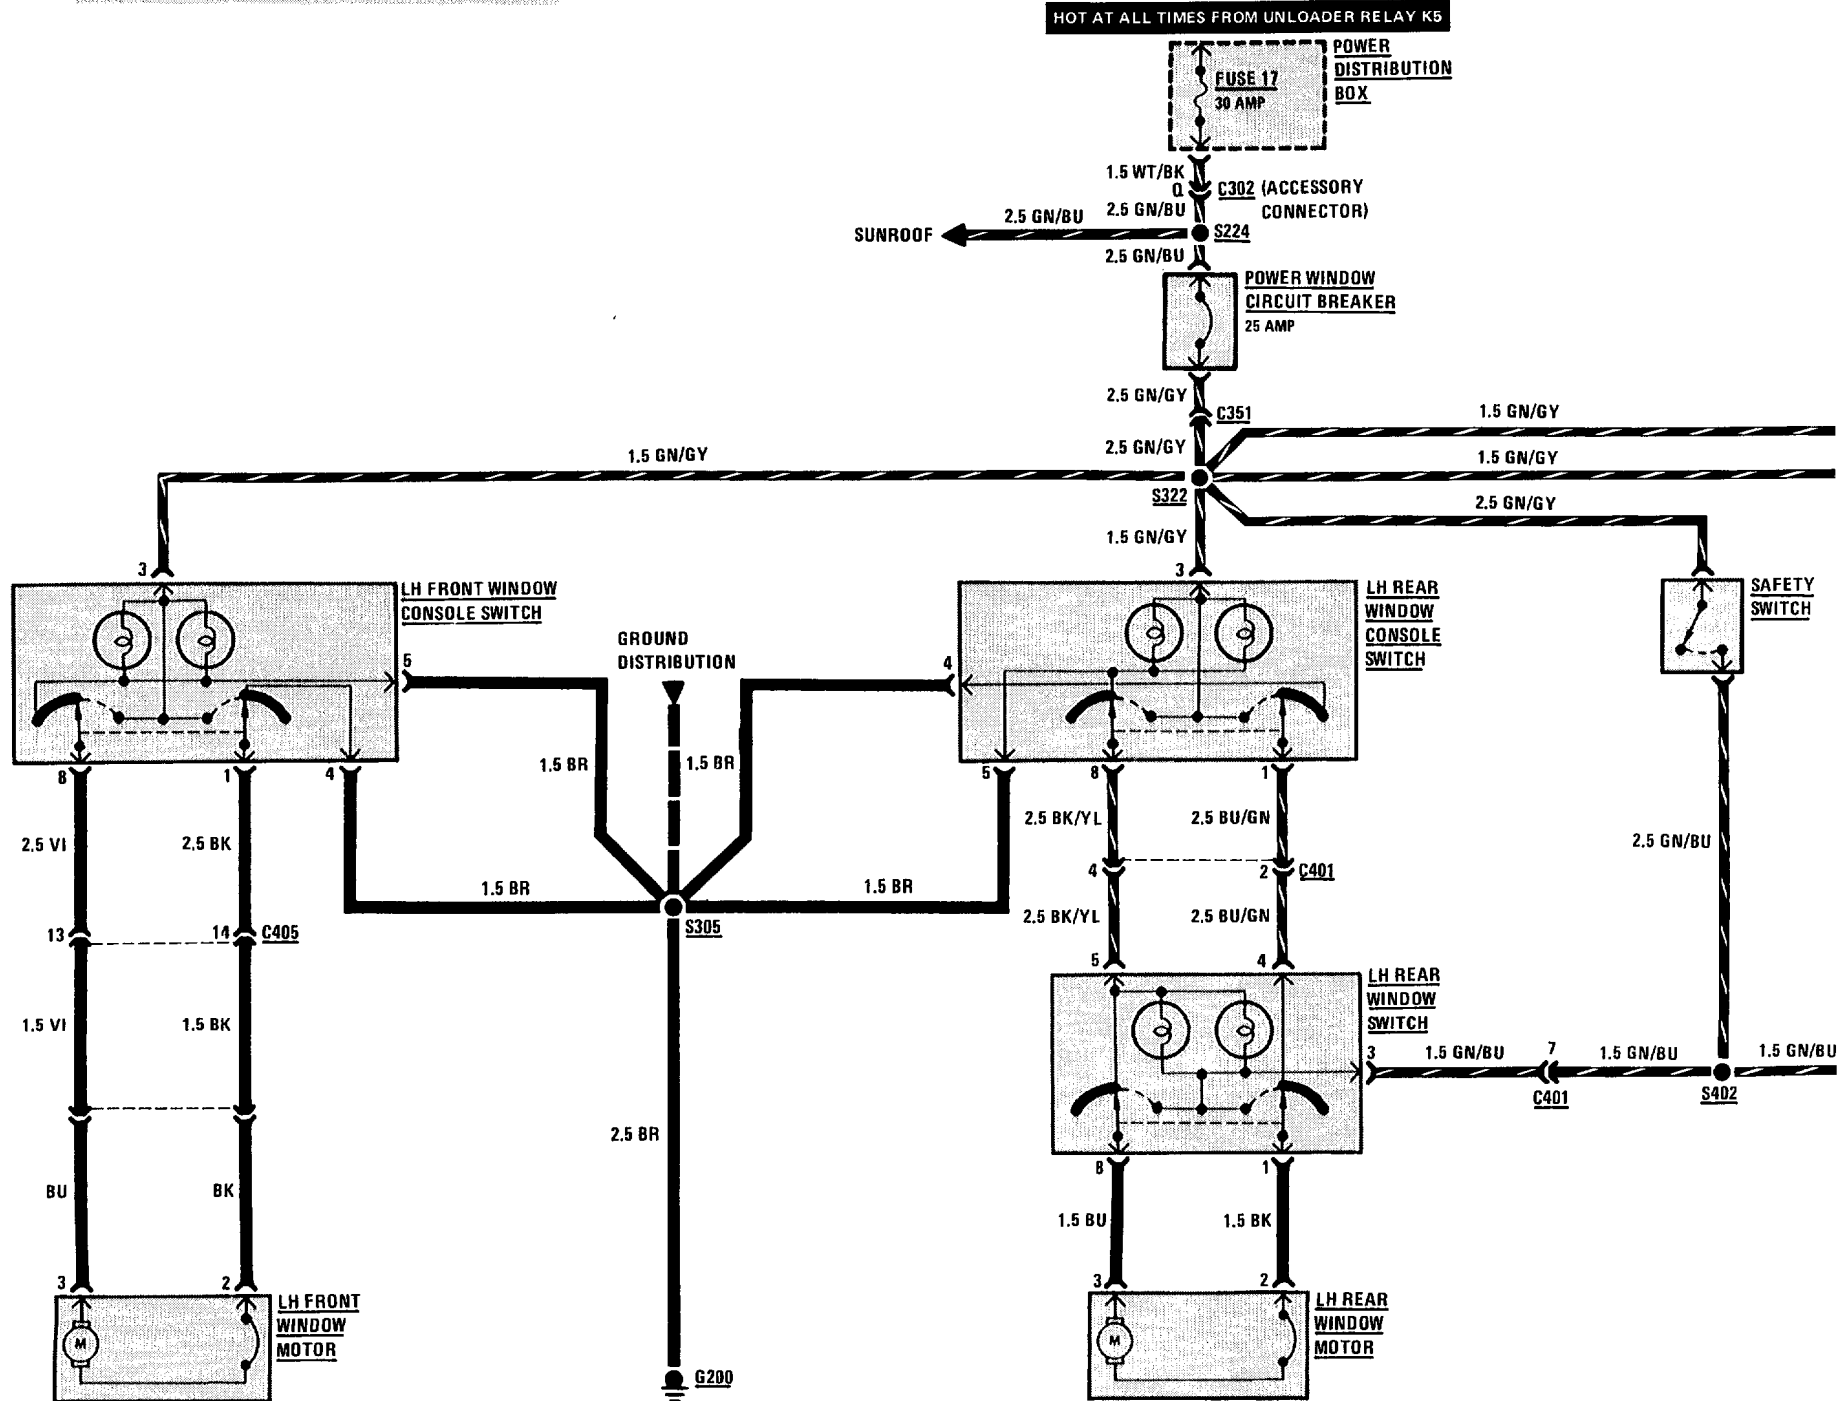 HOT AT ALL TIMES FROM UNLOADER RELAY K5
POWER
DISTRIBUTION
BOX
FUSE 17
30 AMP
1.5 WT/BK
Q
C302 (ACCESSORY
CONNECTOR)
2.5 GN/BU
2.5 GN/BU
SUNROOF
S224
2.5 GN/BU
POWER WINDOW
CIRCUIT BREAKER
25 AMP
2.5 GN/GY
C351
1.5 GN/GY
2.5 GN/GY
1.5 GN/GY
1.5 GN/GY
S322
2.5 GN/GY
1.5 GN/GY
3
LH FRONT WINDOW
CONSOLE SWITCH
3
LH REAR
WINDOW
CONSOLE
SWITCH
SAFETY
SWITCH
GROUND
DISTRIBUTION
5
4
1.5 BR
1.5 BR
8
1
4
5
8
1
2.5 VI
2.5 BK
2.5 BK/YL
2.5 BU/GN
2.5 GN/BU
4
2
C401
1.5 BR
1.5 BR
S305
2.5 BK/YL
2.5 BU/GN
13
14
C405
5
4
LH REAR
WINDOW
SWITCH
1.5 VI
1.5 BK
3
1.5 GN/BU
7
1.5 GN/BU
1.5 GN/BU
C401
S402
2.5 BR
8
1
BU
BK
1.5 BU
1.5 BK
3
2
LH FRONT
WINDOW
MOTOR
M
3
2
LH REAR
WINDOW
MOTOR
M
G200